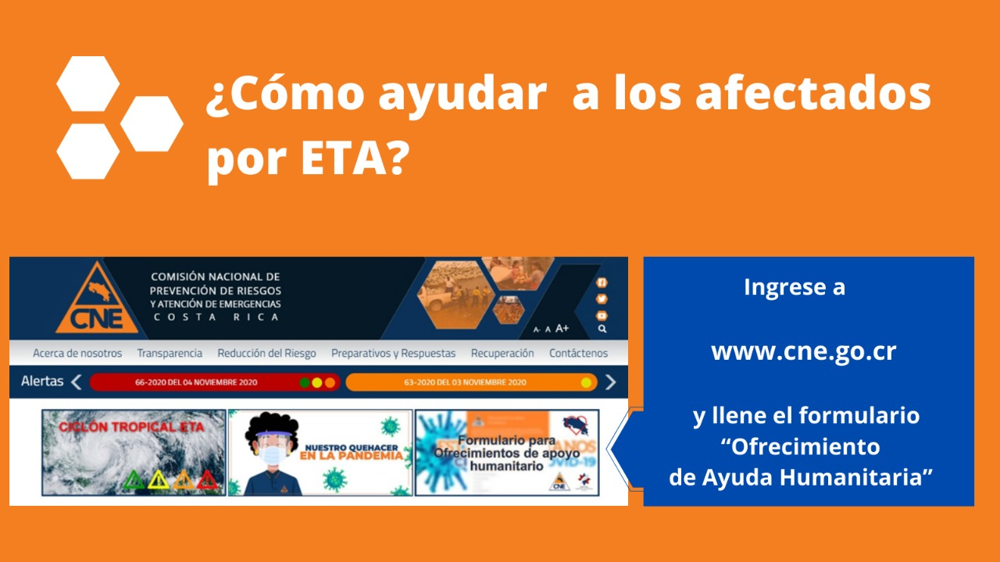 ¿Cómo ayudar a los afectados
por ETA?
CNE
COMISIÓN NACIONAL DE
PREVENCIÓN DE RIESGOS
Y ATENCIÓN DE EMERGENCIAS
COSTA RICA
A- A A+
Acerca de nosotros Transparencia Reducción del Riesgo Preparativos y Respuestas Recuperación Contáctenos
Alertas
66-2020 DEL 04 NOVIEMBRE 2020
63-2020 DEL 03 NOVIEMBRE 2020
CICLÓN TROPICAL ETA
NUESTRO QUEHACER
EN LA PANDEMIA
Formulario para
Ofrecimientos de apoyo
humanitario
CNE
Ingrese a
www.cne.go.cr
y llene el formulario
“Ofrecimiento
de Ayuda Humanitaria”